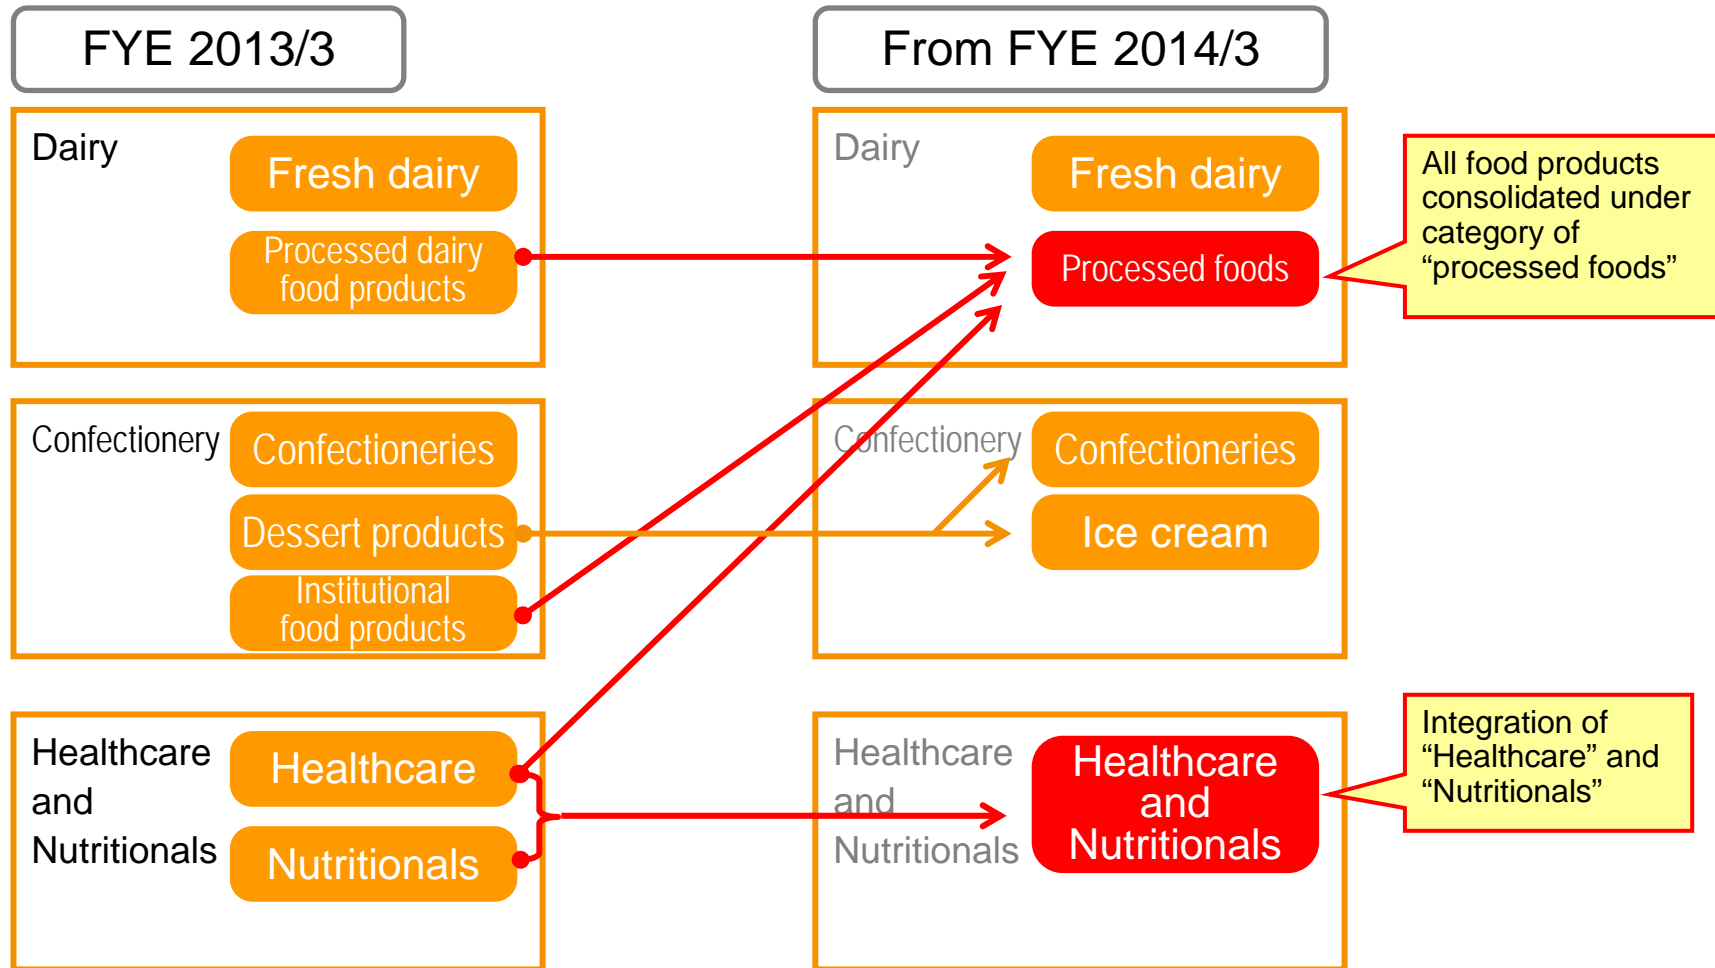 FYE 2013/3
From FYE 2014/3
Dairy
Fresh dairy
Processed dairy
food products
Dairy
Fresh dairy
Processed foods
All food products
consolidated under
category of
“processed foods”
Confectionery
Confectioneries
Dessert products
Institutional
food products
Confectionery
Confectioneries
Ice cream
Healthcare
and
Nutritionals
Healthcare
Nutritionals
Healthcare
and
Nutritionals
Healthcare
and
Nutritionals
Integration of
“Healthcare” and
“Nutritionals”